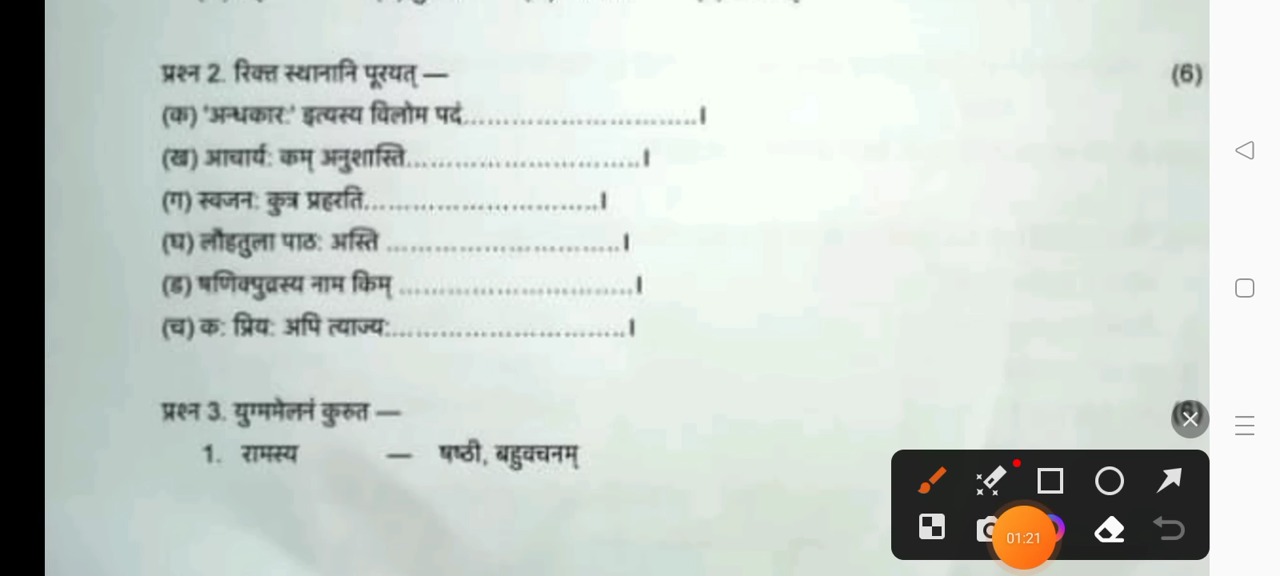 प्रश्न 2. रिक्त स्थानानि पूरयत् — (6)
(क) 'अन्धकारः' इत्यस्य विलोम पदं..............................।
(ख) आचार्यः कम् अनुशास्ति..............................।
(ग) स्वजनः कुत्र प्रहरति..............................।
(घ) लौहतुला पाठः अस्ति ..............................।
(ङ) षणिक्पुत्रस्य नाम किम् ..............................।
(च) कः प्रियः अपि त्याज्यः..............................।
प्रश्न 3. युग्ममेलनं कुरुत —
1. रामस्य — षष्ठी, बहुवचनम्
01:21